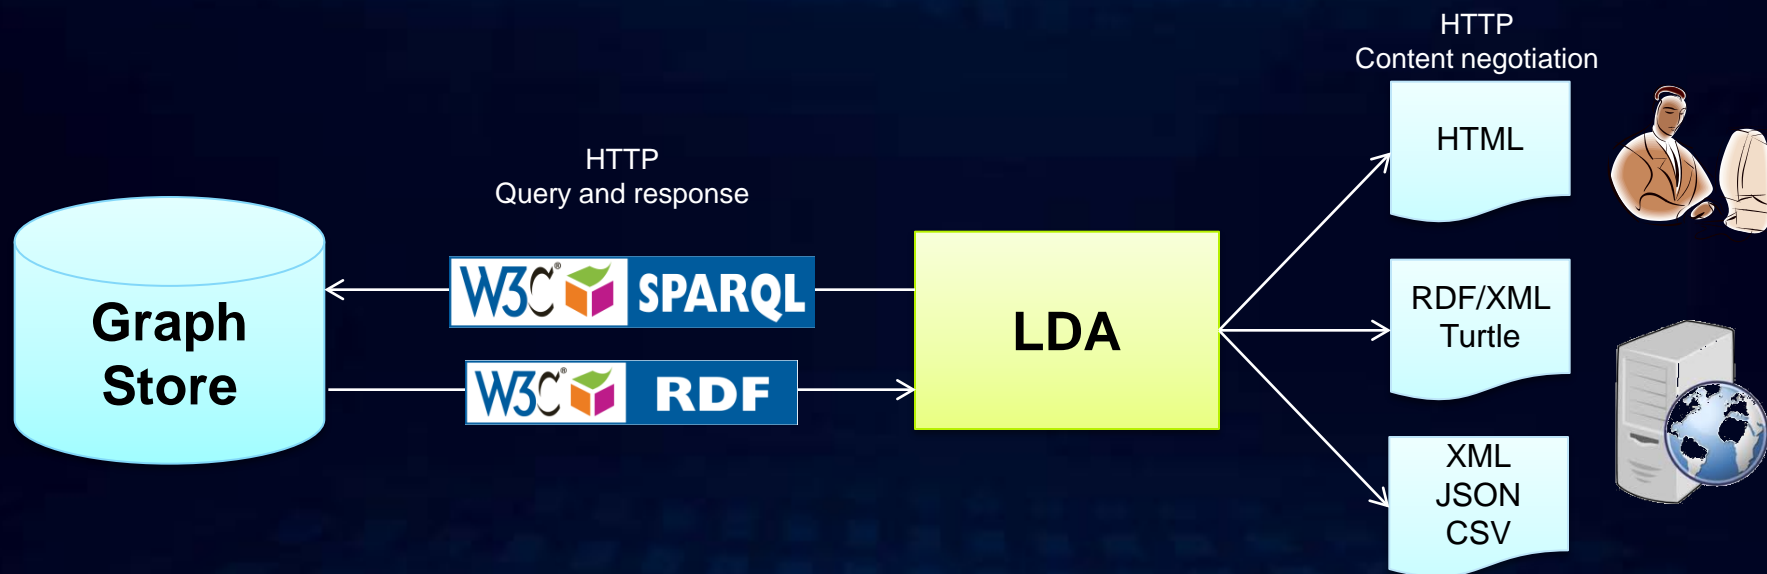 HTTP
Content negotiation
HTML
HTTP
Query and response
Graph
Store
W3C® SPARQL
W3C® RDF
LDA
RDF/XML
Turtle
XML
JSON
CSV